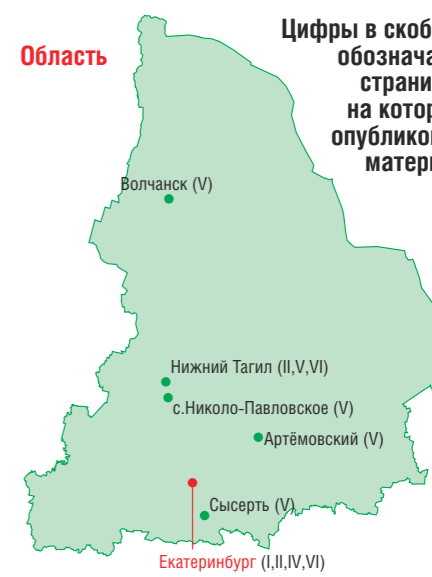 Область
Цифры в скоб
обознача
страни
на котор
опубликов
матери
Волчанск (V)
Нижний Тагил (II,V,VI)
с.Николо-Павловское (V)
Артёмовский (V)
Сысерть (V)
Екатеринбург (I,II,IV,VI)